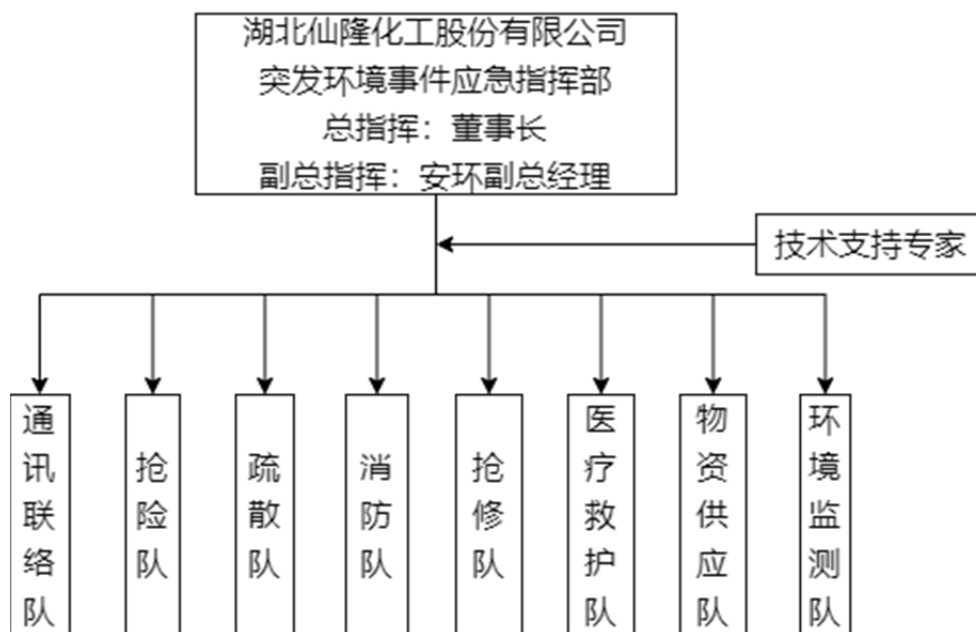 湖北仙隆化工股份有限公司
突发环境事件应急指挥部
总指挥：董事长
副总指挥：安环副总经理
技术支持专家
通讯联络队
抢险队
疏散队
消防队
抢修队
医疗救护队
物资供应队
环境监测队